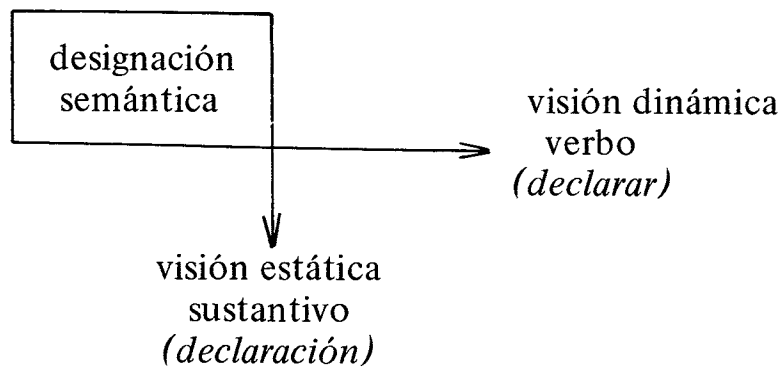 designación
semántica
visión dinámica
verbo
(declarar)
visión estática
sustantivo
(declaración)